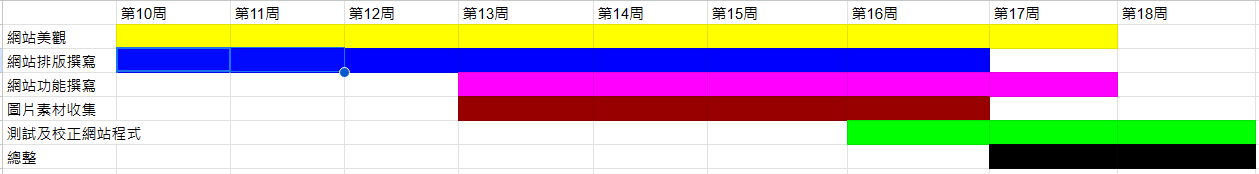 第10周 第11周 第12周 第13周 第14周 第15周 第16周 第17周 第18周
網站美觀
網站排版撰寫
網站功能撰寫
圖片素材收集
測試及校正網站程式
總整